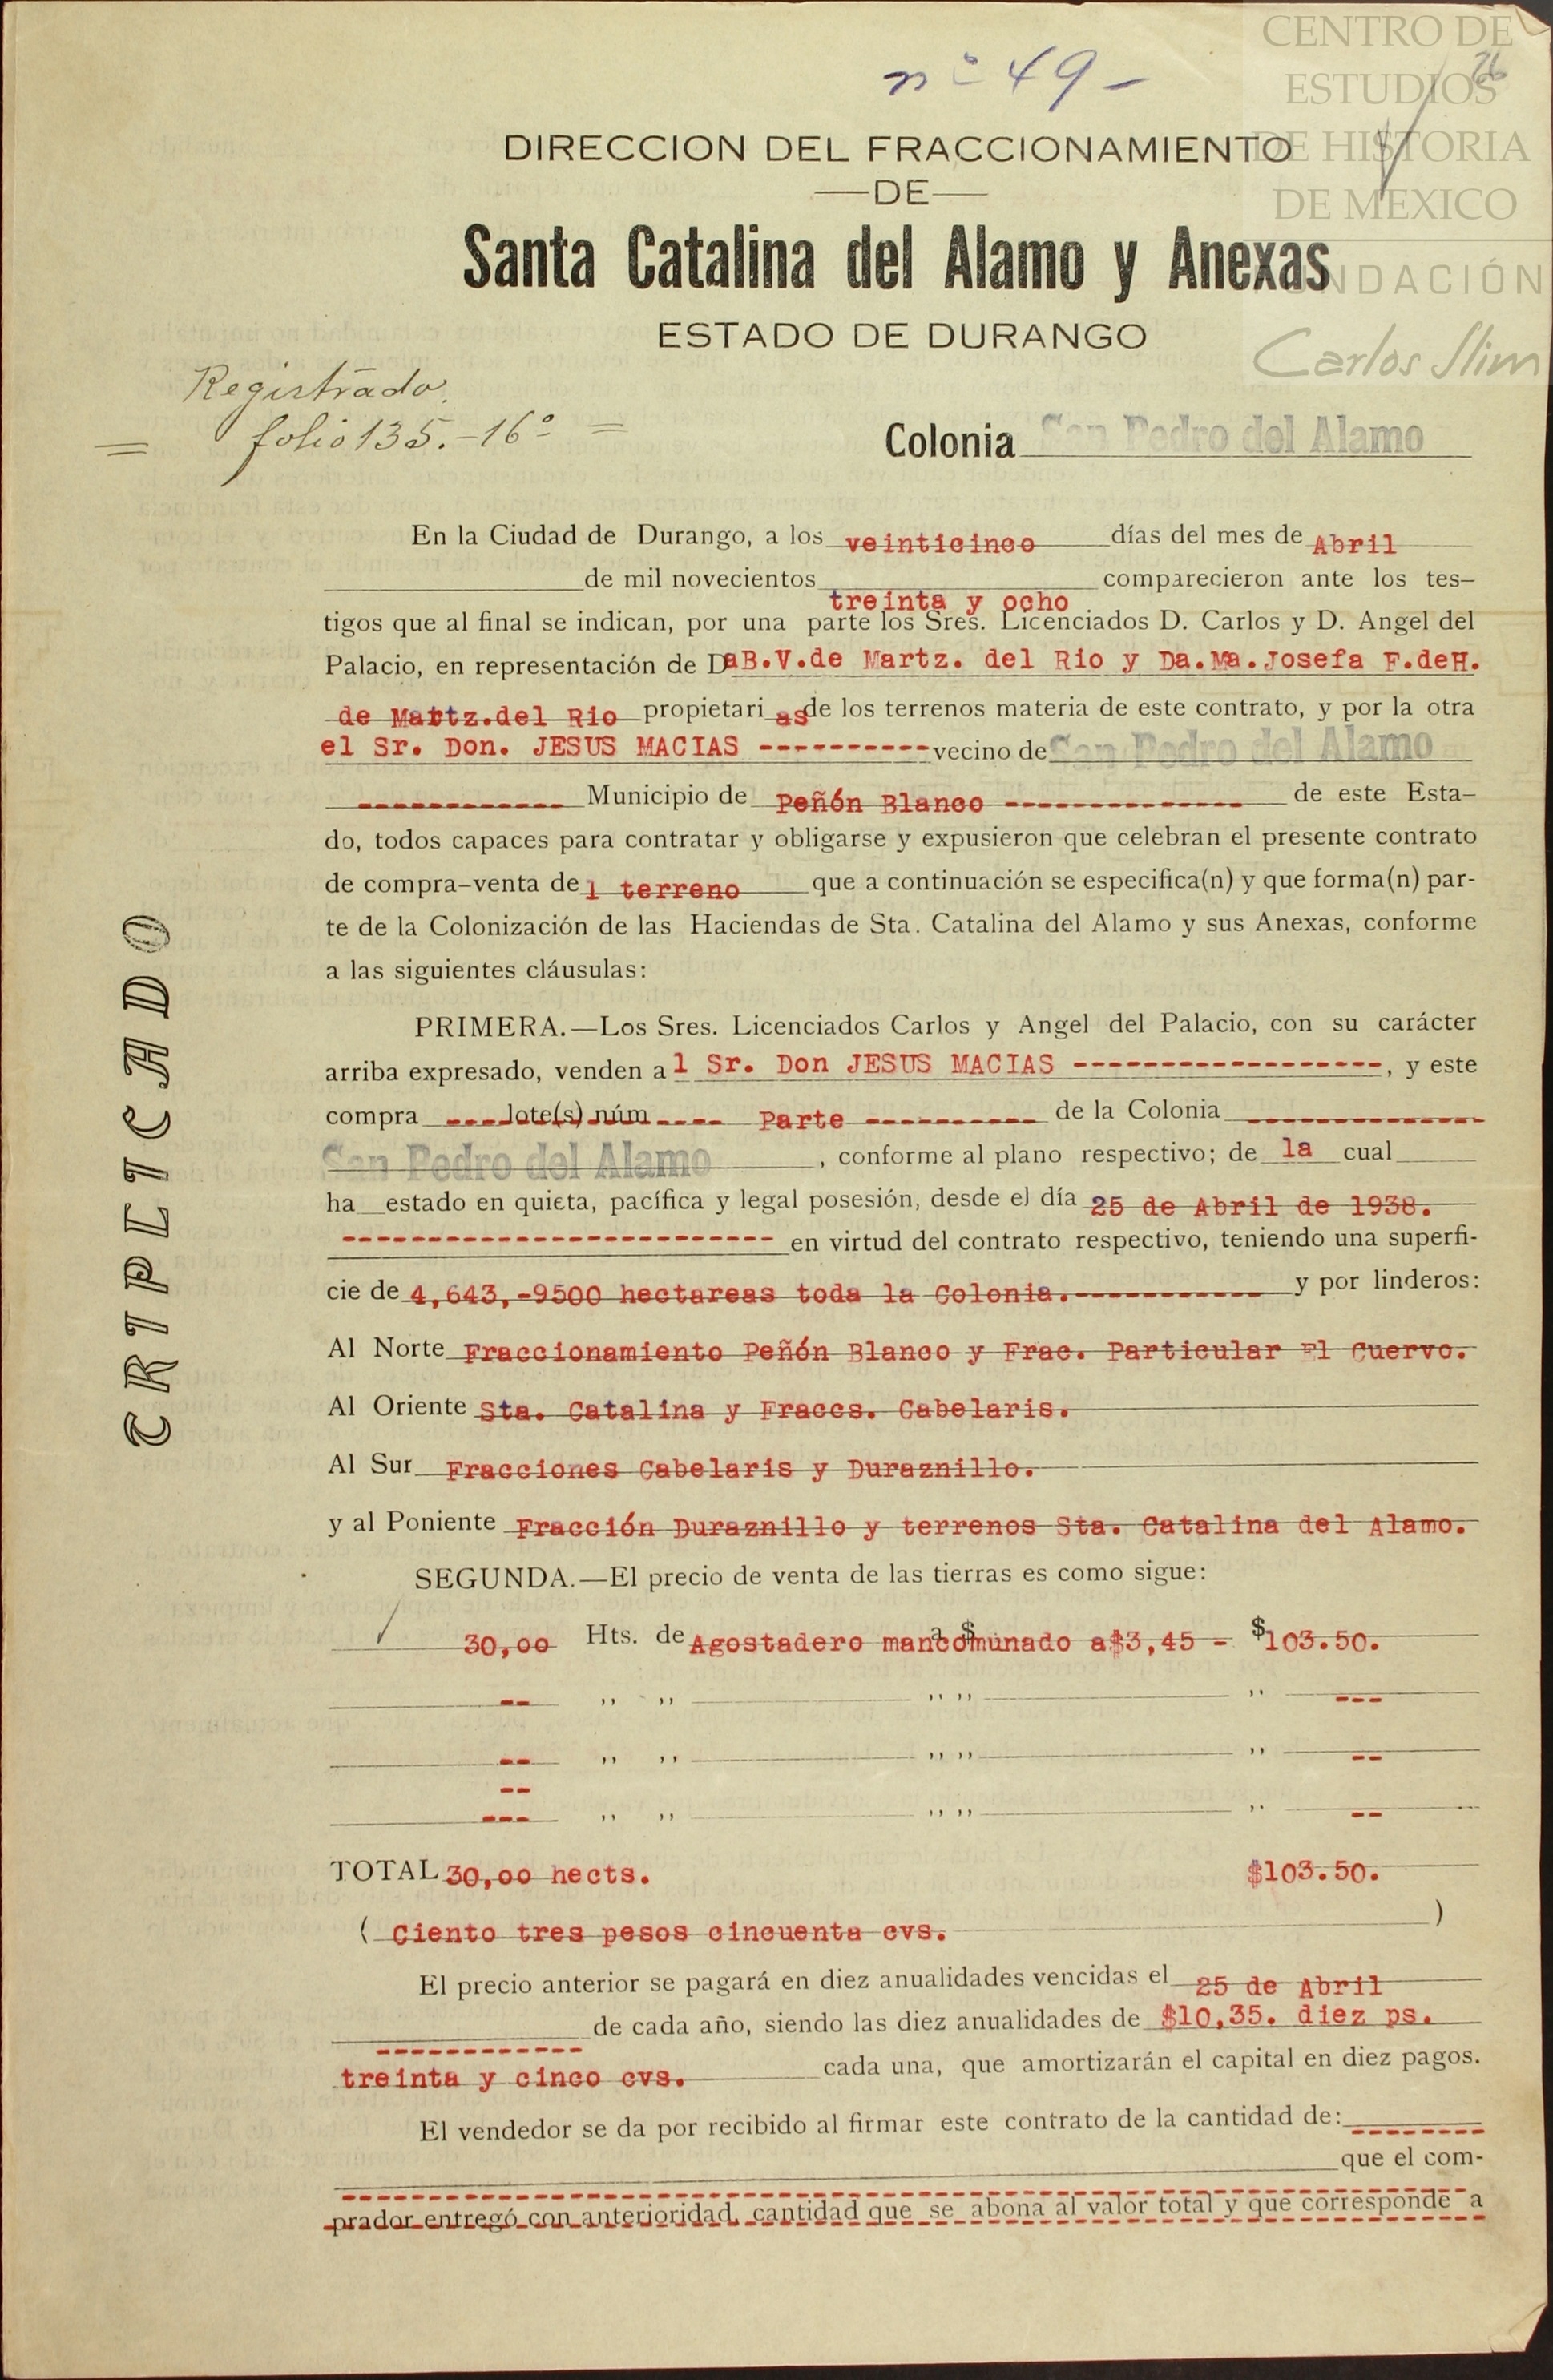 nº 49-
26
CENTRO DE
ESTUDIOS
DE HISTORIA
DE MEXICO
FUNDACIÓN
Carlos Slim
DIRECCION DEL FRACCIONAMIENTO
—DE—
Santa Catalina del Alamo y Anexas
ESTADO DE DURANGO
Registrado.
= folio 135.-16º =
Colonia San Pedro del Alamo
En la Ciudad de Durango, a los veinticinco días del mes de Abril
de mil novecientos treinta y ocho comparecieron ante los tes-
tigos que al final se indican, por una parte los Sres. Licenciados D. Carlos y D. Angel del
Palacio, en representación de DaB.V.de Martz. del Rio y Da.Ma.Josefa F.deH.
de Martz.del Rio propietarias de los terrenos materia de este contrato, y por la otra
el Sr. Don. JESUS MACIAS ---------- vecino de San Pedro del Alamo
------------ Municipio de Peñón Blanco -------------- de este Esta-
do, todos capaces para contratar y obligarse y expusieron que celebran el presente contrato
de compra-venta de 1 terreno que a continuación se especifica(n) y que forma(n) par-
te de la Colonización de las Haciendas de Sta. Catalina del Alamo y sus Anexas, conforme
a las siguientes cláusulas:
TRIPLICADO
PRIMERA.—Los Sres. Licenciados Carlos y Angel del Palacio, con su carácter
arriba expresado, venden al Sr. Don JESUS MACIAS ------------------, y este
compra ---- lote(s) núm ---- Parte ---------- de la Colonia ---------------
San Pedro del Alamo, conforme al plano respectivo; de la cual
ha estado en quieta, pacífica y legal posesión, desde el día 25 de Abril de 1938.
------------------------- en virtud del contrato respectivo, teniendo una superfi-
cie de 4,643,-9500 hectareas toda la Colonia.----------- y por linderos:
Al Norte Fraccionamiento Peñón Blanco y Frac. Particular El Cuervo.
Al Oriente Sta. Catalina y Fraccs. Cabelaris.
Al Sur Fracciones Cabelaris y Duraznillo.
y al Poniente Fracción Duraznillo y terrenos Sta. Catalina del Alamo.
SEGUNDA.—El precio de venta de las tierras es como sigue:
30,00 Hts. de Agostadero mancomunado a $3,45 - $103.50.
-- ,, ,, ,, ,, ,, ---
-- ,, ,, ,, ,, ,, --
--
--- ,, ,, ,, ,, ,, --
TOTAL 30,00 hects. $103.50.
( Ciento tres pesos cincuenta cvs. )
El precio anterior se pagará en diez anualidades vencidas el 25 de Abril
------------ de cada año, siendo las diez anualidades de $10,35. diez ps.
treinta y cinco cvs. cada una, que amortizarán el capital en diez pagos.
El vendedor se da por recibido al firmar este contrato de la cantidad de: --------
que el com-
prador entregó con anterioridad, cantidad que se abona al valor total y que corresponde a